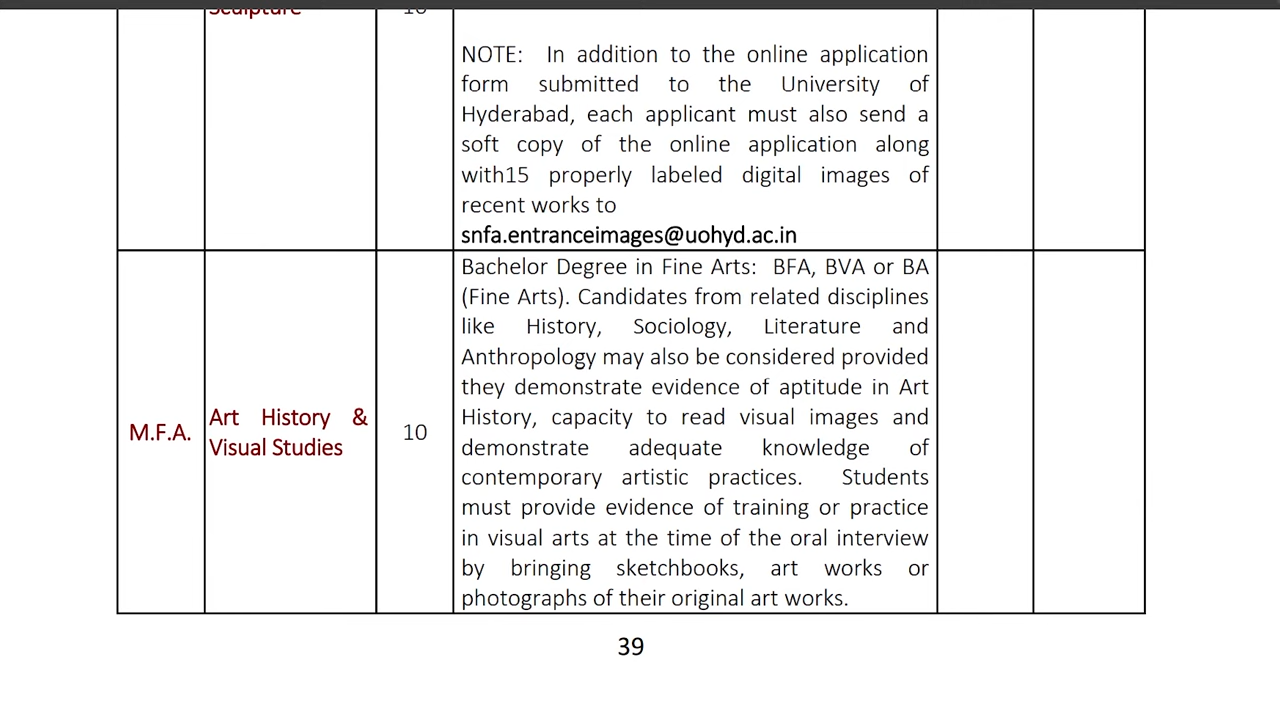 NOTE: In addition to the online application
form submitted to the University of
Hyderabad, each applicant must also send a
soft copy of the online application along
with15 properly labeled digital images of
recent works to
snfa.entranceimages@uohyd.ac.in
M.F.A.
Art History &
Visual Studies
10
Bachelor Degree in Fine Arts: BFA, BVA or BA
(Fine Arts). Candidates from related disciplines
like History, Sociology, Literature and
Anthropology may also be considered provided
they demonstrate evidence of aptitude in Art
History, capacity to read visual images and
demonstrate adequate knowledge of
contemporary artistic practices. Students
must provide evidence of training or practice
in visual arts at the time of the oral interview
by bringing sketchbooks, art works or
photographs of their original art works.
39